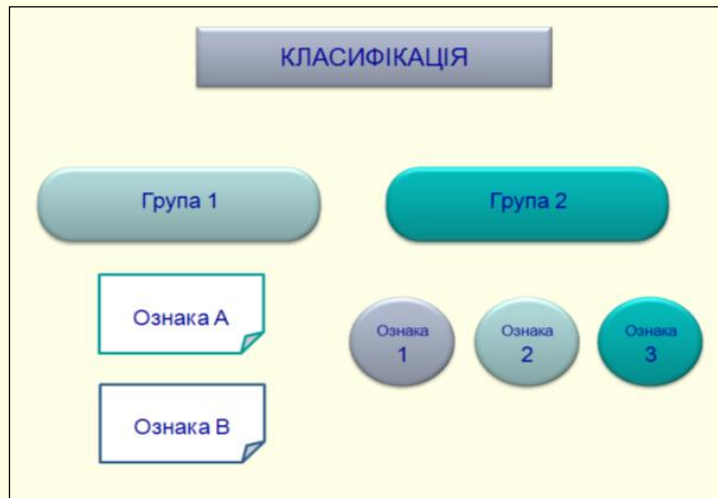 КЛАСИФІКАЦІЯ
Група 1
Група 2
Ознака А
Ознака В
Ознака
1
Ознака
2
Ознака
3